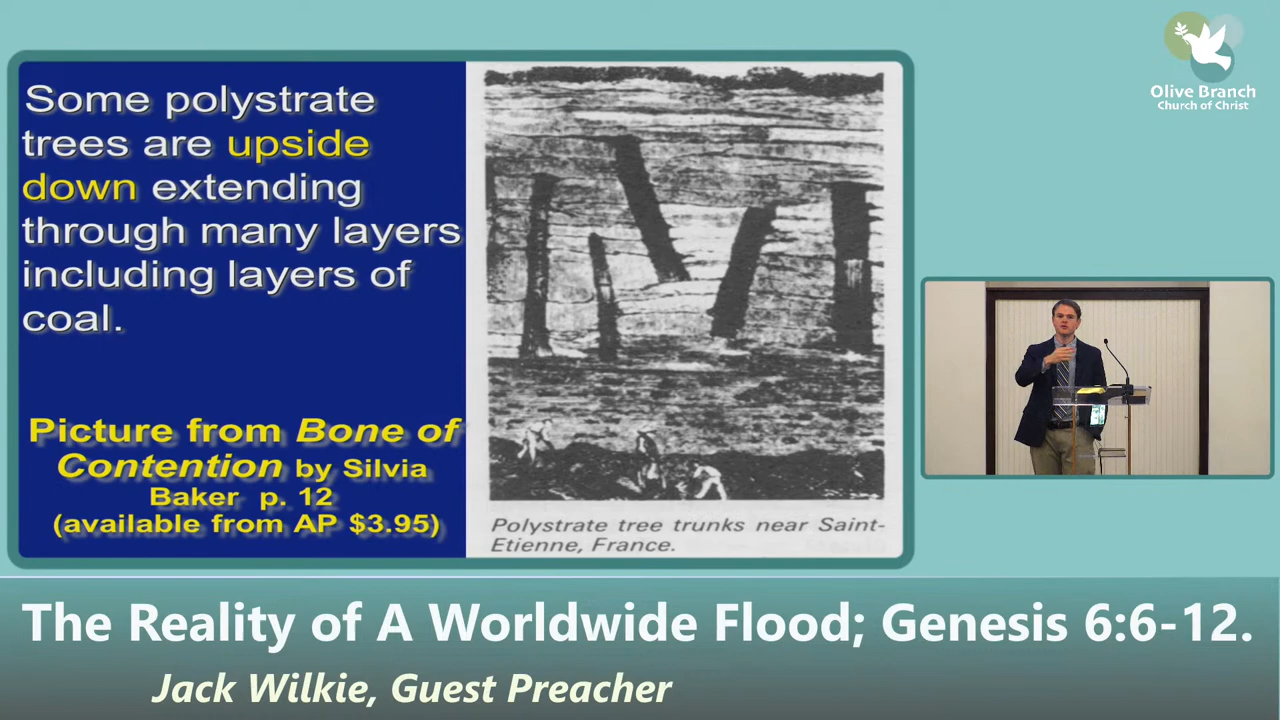 Some polystrate
trees are upside
down extending
through many layers
including layers of
coal.
Picture from Bone of
Contention by Silvia
Baker p. 12
(available from AP $3.95)
Polystrate tree trunks near Saint-
Etienne, France.
Olive Branch
Church of Christ
The Reality of A Worldwide Flood; Genesis 6:6-12.
Jack Wilkie, Guest Preacher